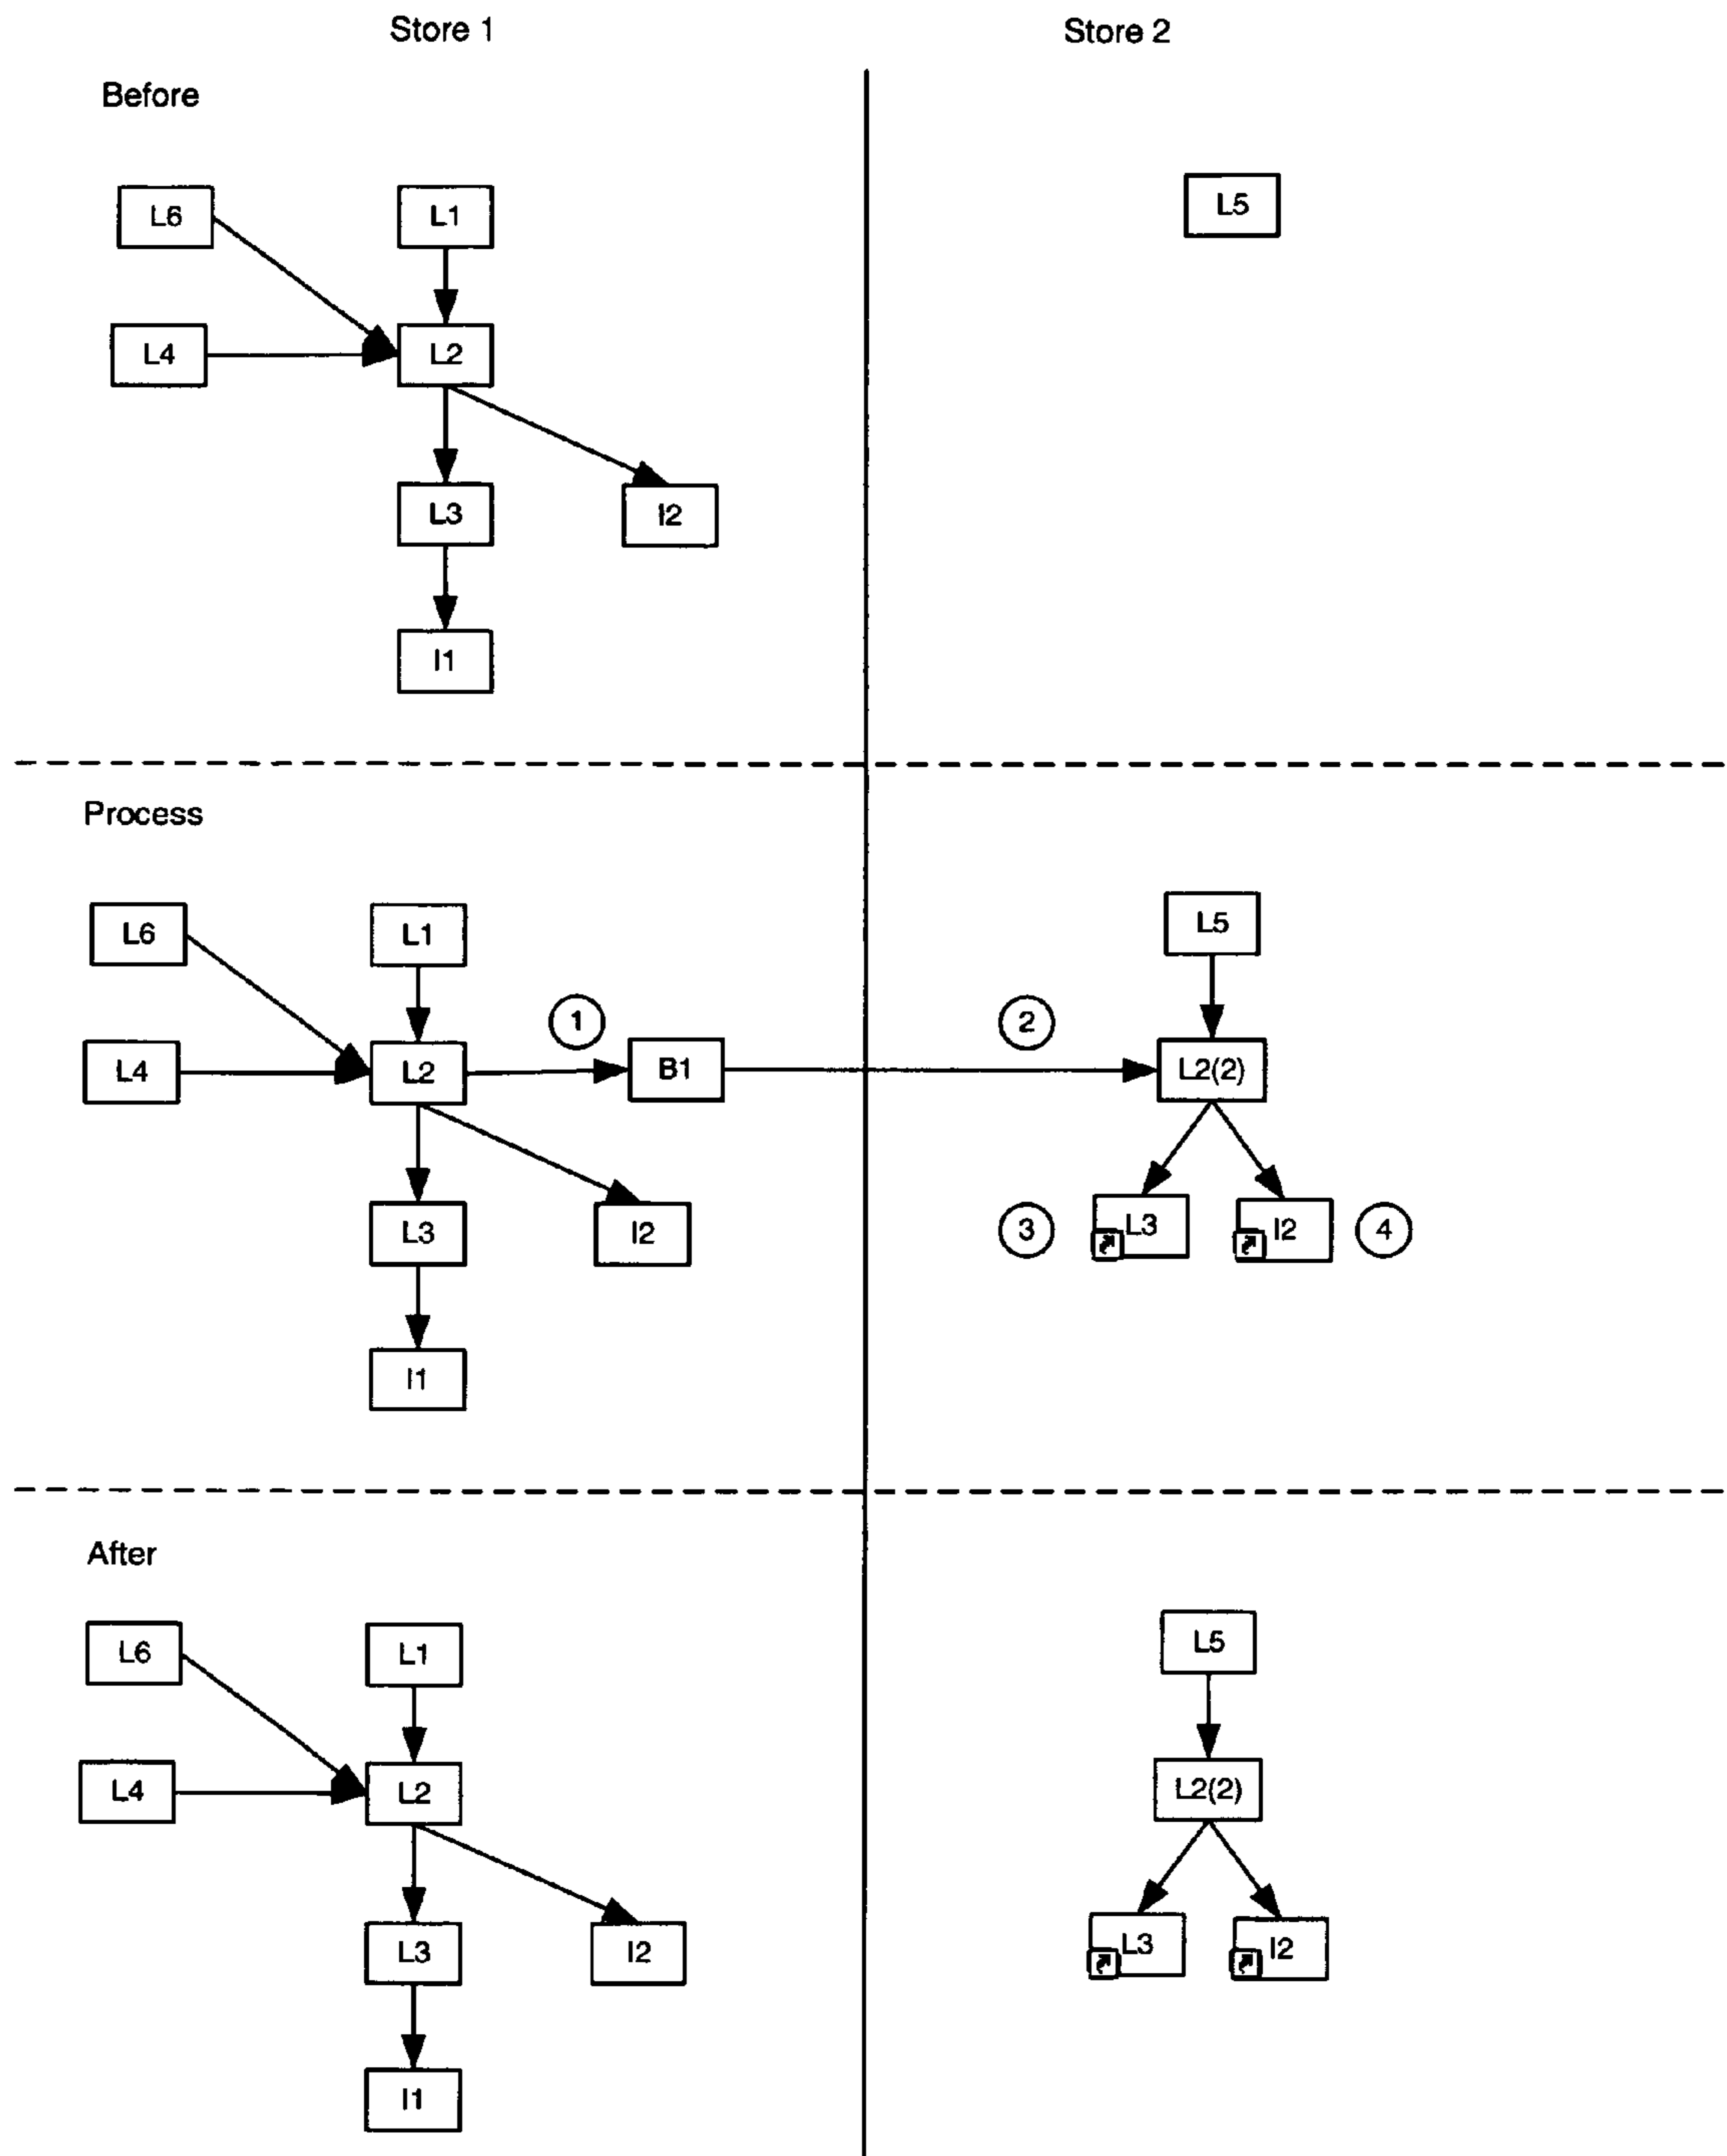 Store 1
Store 2
Before
L6
L1
L5
L4
L2
L3
I2
I1
Process
L6
L1
L5
1
2
L4
L2
B1
L2(2)
L3
I2
3
L3
I2
4
I1
After
L6
L1
L5
L4
L2
L2(2)
L3
I2
L3
I2
I1